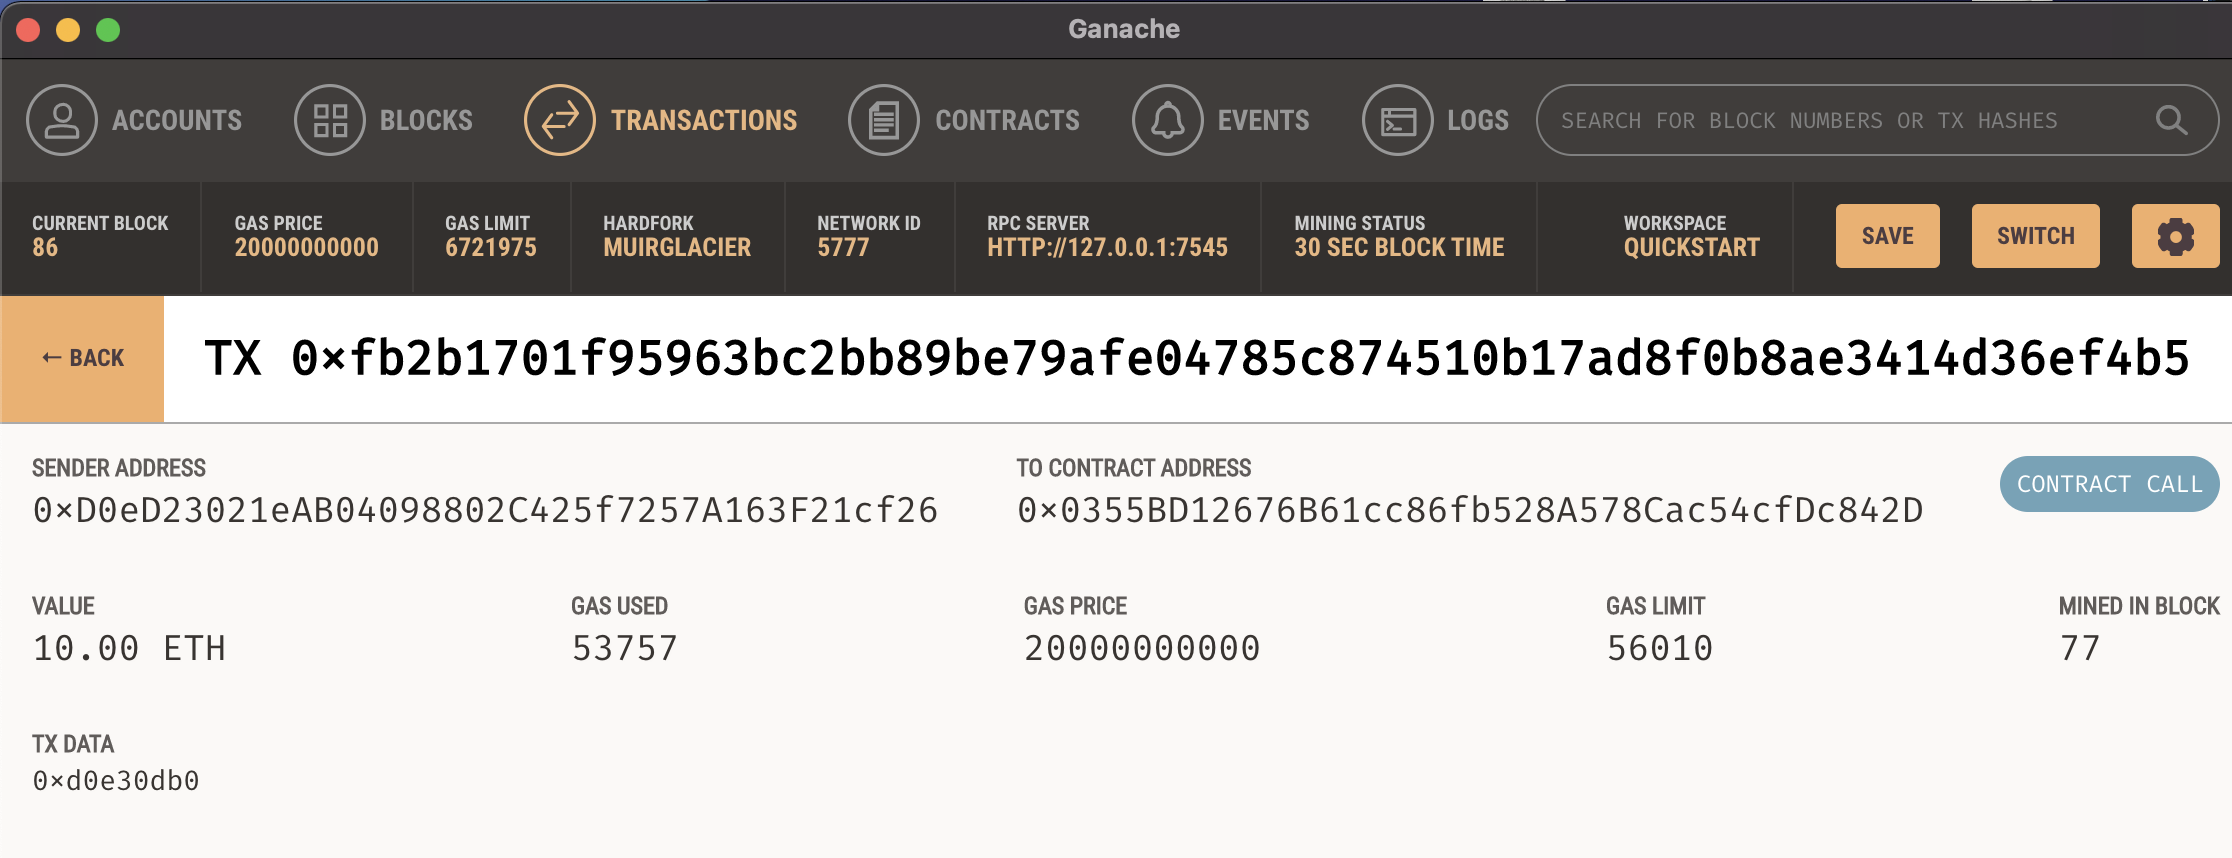 Ganache
ACCOUNTS BLOCKS TRANSACTIONS CONTRACTS EVENTS LOGS SEARCH FOR BLOCK NUMBERS OR TX HASHES
CURRENT BLOCK GAS PRICE GAS LIMIT HARDFORK NETWORK ID RPC SERVER MINING STATUS WORKSPACE
86 20000000000 6721975 MUIRGLACIER 5777 HTTP://127.0.0.1:7545 30 SEC BLOCK TIME QUICKSTART
SAVE SWITCH
← BACK TX 0×fb2b1701f95963bc2bb89be79afe04785c874510b17ad8f0b8ae3414d36ef4b5
SENDER ADDRESS TO CONTRACT ADDRESS
0×D0eD23021eAB04098802C425f7257A163F21cf26 0×0355BD12676B61cc86fb528A578Cac54cfDc842D
CONTRACT CALL
VALUE GAS USED GAS PRICE GAS LIMIT MINED IN BLOCK
10.00 ETH 53757 20000000000 56010 77
TX DATA
0×d0e30db0